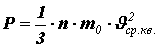 P = 1/3 · n · m₀ · ϑ²ср.кв.